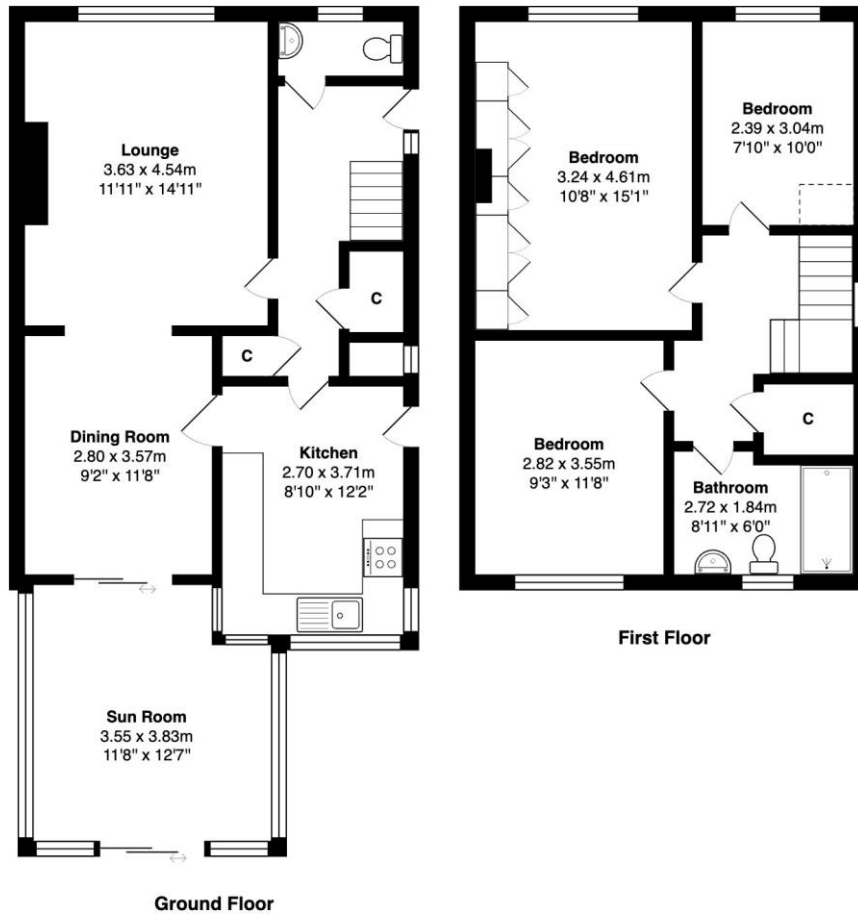 Lounge
3.63 x 4.54m
11'11" x 14'11"
C
C
Dining Room
2.80 x 3.57m
9'2" x 11'8"
Kitchen
2.70 x 3.71m
8'10" x 12'2"
Sun Room
3.55 x 3.83m
11'8" x 12'7"
Ground Floor
Bedroom
3.24 x 4.61m
10'8" x 15'1"
Bedroom
2.39 x 3.04m
7'10" x 10'0"
Bedroom
2.82 x 3.55m
9'3" x 11'8"
C
Bathroom
2.72 x 1.84m
8'11" x 6'0"
First Floor